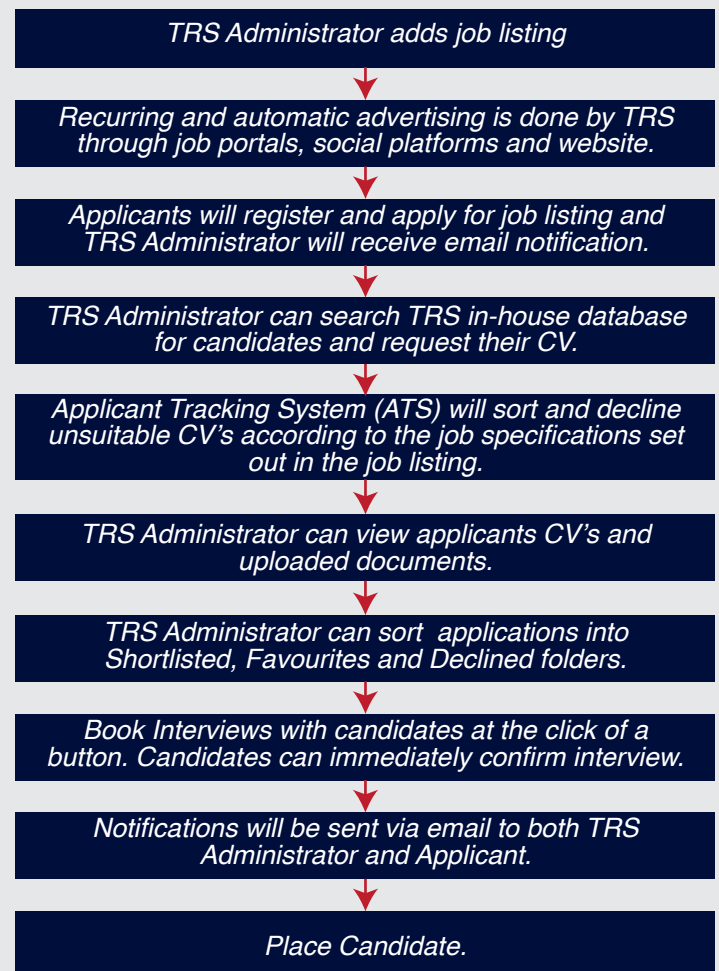 TRS Administrator adds job listing
Recurring and automatic advertising is done by TRS
through job portals, social platforms and website.
Applicants will register and apply for job listing and
TRS Administrator will receive email notification.
TRS Administrator can search TRS in-house database
for candidates and request their CV.
Applicant Tracking System (ATS) will sort and decline
unsuitable CV's according to the job specifications set
out in the job listing.
TRS Administrator can view applicants CV's and
uploaded documents.
TRS Administrator can sort  applications into
Shortlisted, Favourites and Declined folders.
Book Interviews with candidates at the click of a
button. Candidates can immediately confirm interview.
Notifications will be sent via email to both TRS
Administrator and Applicant.
Place Candidate.